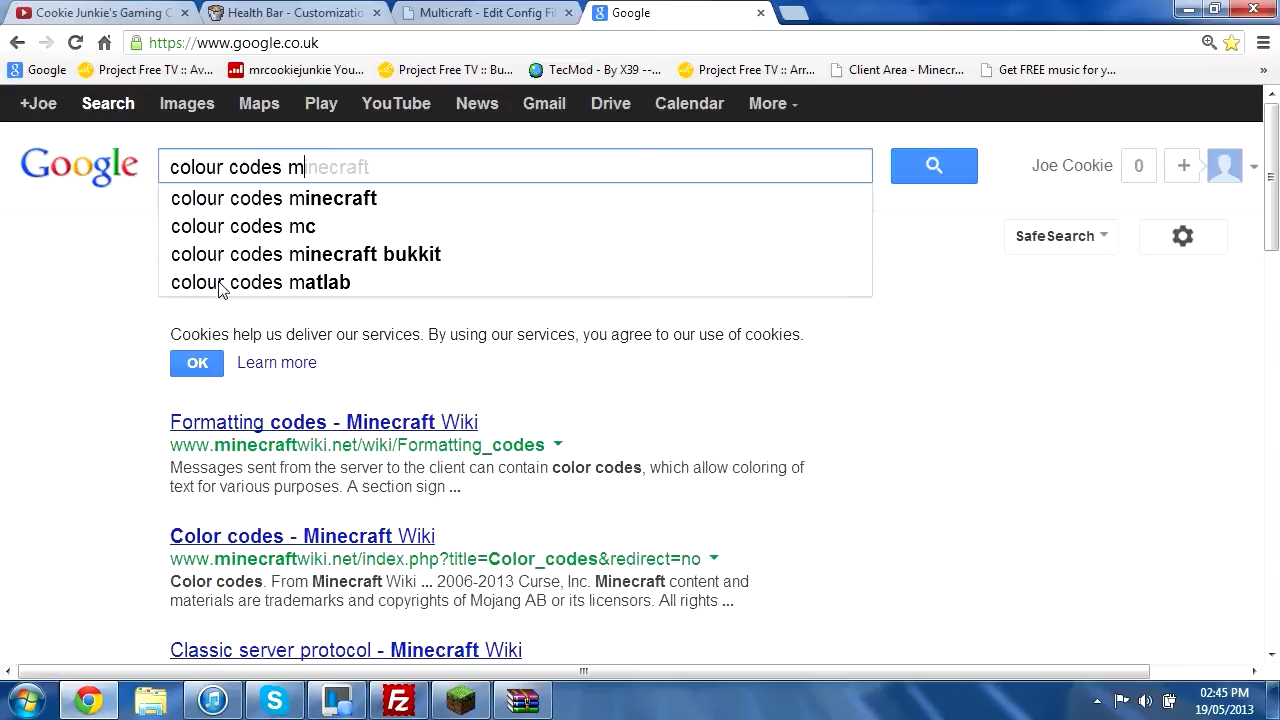 Cookie Junkie's Gaming C
Health Bar - Customizatio
Multicraft - Edit Config Fi
Google
https://www.google.co.uk
Google
Project Free TV :: Av...
mrcookiejunkie You...
Project Free TV :: Bu...
TecMod - By X39 --...
Project Free TV :: Arr...
Client Area - Minecr...
Get FREE music for y...
»
+Joe Search Images Maps Play YouTube News Gmail Drive Calendar More
Google
colour codes minecraft
Joe Cookie 0 +
colour codes minecraft
colour codes mc
colour codes minecraft bukkit
colour codes matlab
SafeSearch
Cookies help us deliver our services. By using our services, you agree to our use of cookies.
OK Learn more
Formatting codes - Minecraft Wiki
www.minecraftwiki.net/wiki/Formatting_codes
Messages sent from the server to the client can contain color codes, which allow coloring of
text for various purposes. A section sign ...
Color codes - Minecraft Wiki
www.minecraftwiki.net/index.php?title=Color_codes&redirect=no
Color codes. From Minecraft Wiki ... 2006-2013 Curse, Inc. Minecraft content and
materials are trademarks and copyrights of Mojang AB or its licensors. All rights ...
Classic server protocol - Minecraft Wiki
02:45 PM
19/05/2013